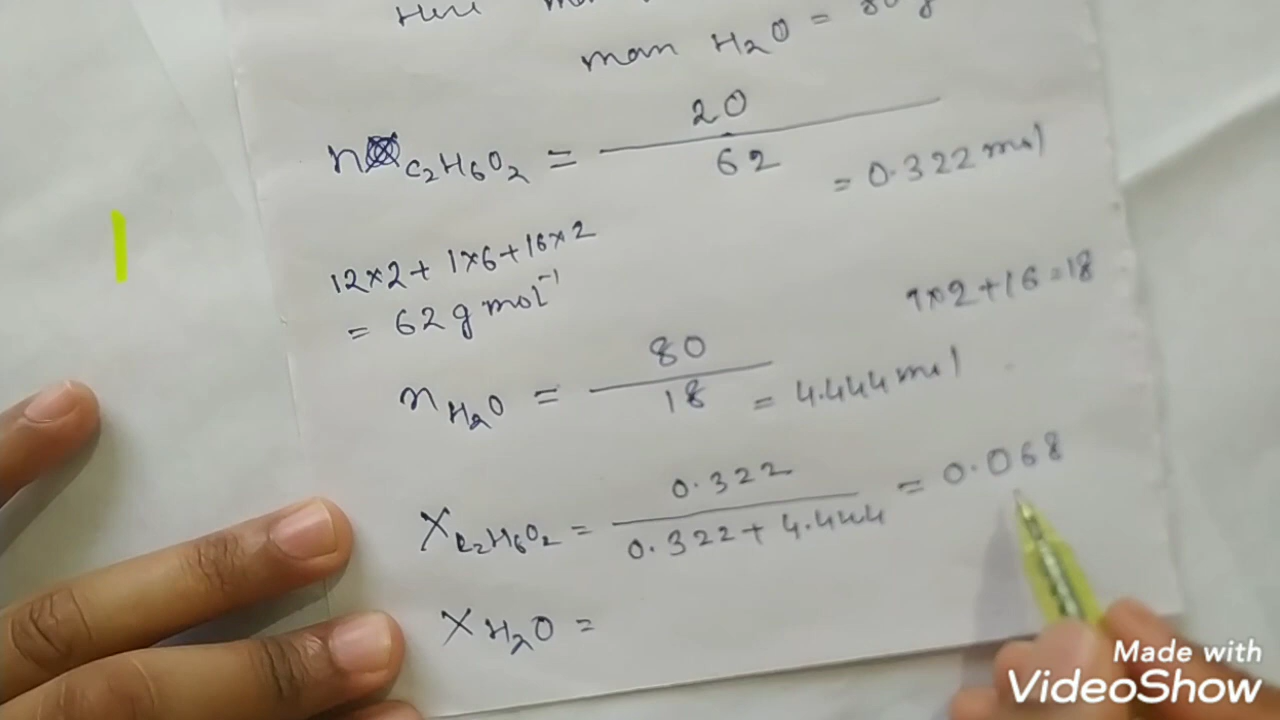 Here
mass H2O = 80 g
n C2H6O2 = 20 / 62 = 0.322 mol
12×2+ 1×6+16×2
= 62 g mol⁻¹
1×2+16=18
n H2O = 80 / 18 = 4.444 mol
X C2H6O2 = 0.322 / 0.322+ 4.444 = 0.068
X H2O =
Made with
VideoShow